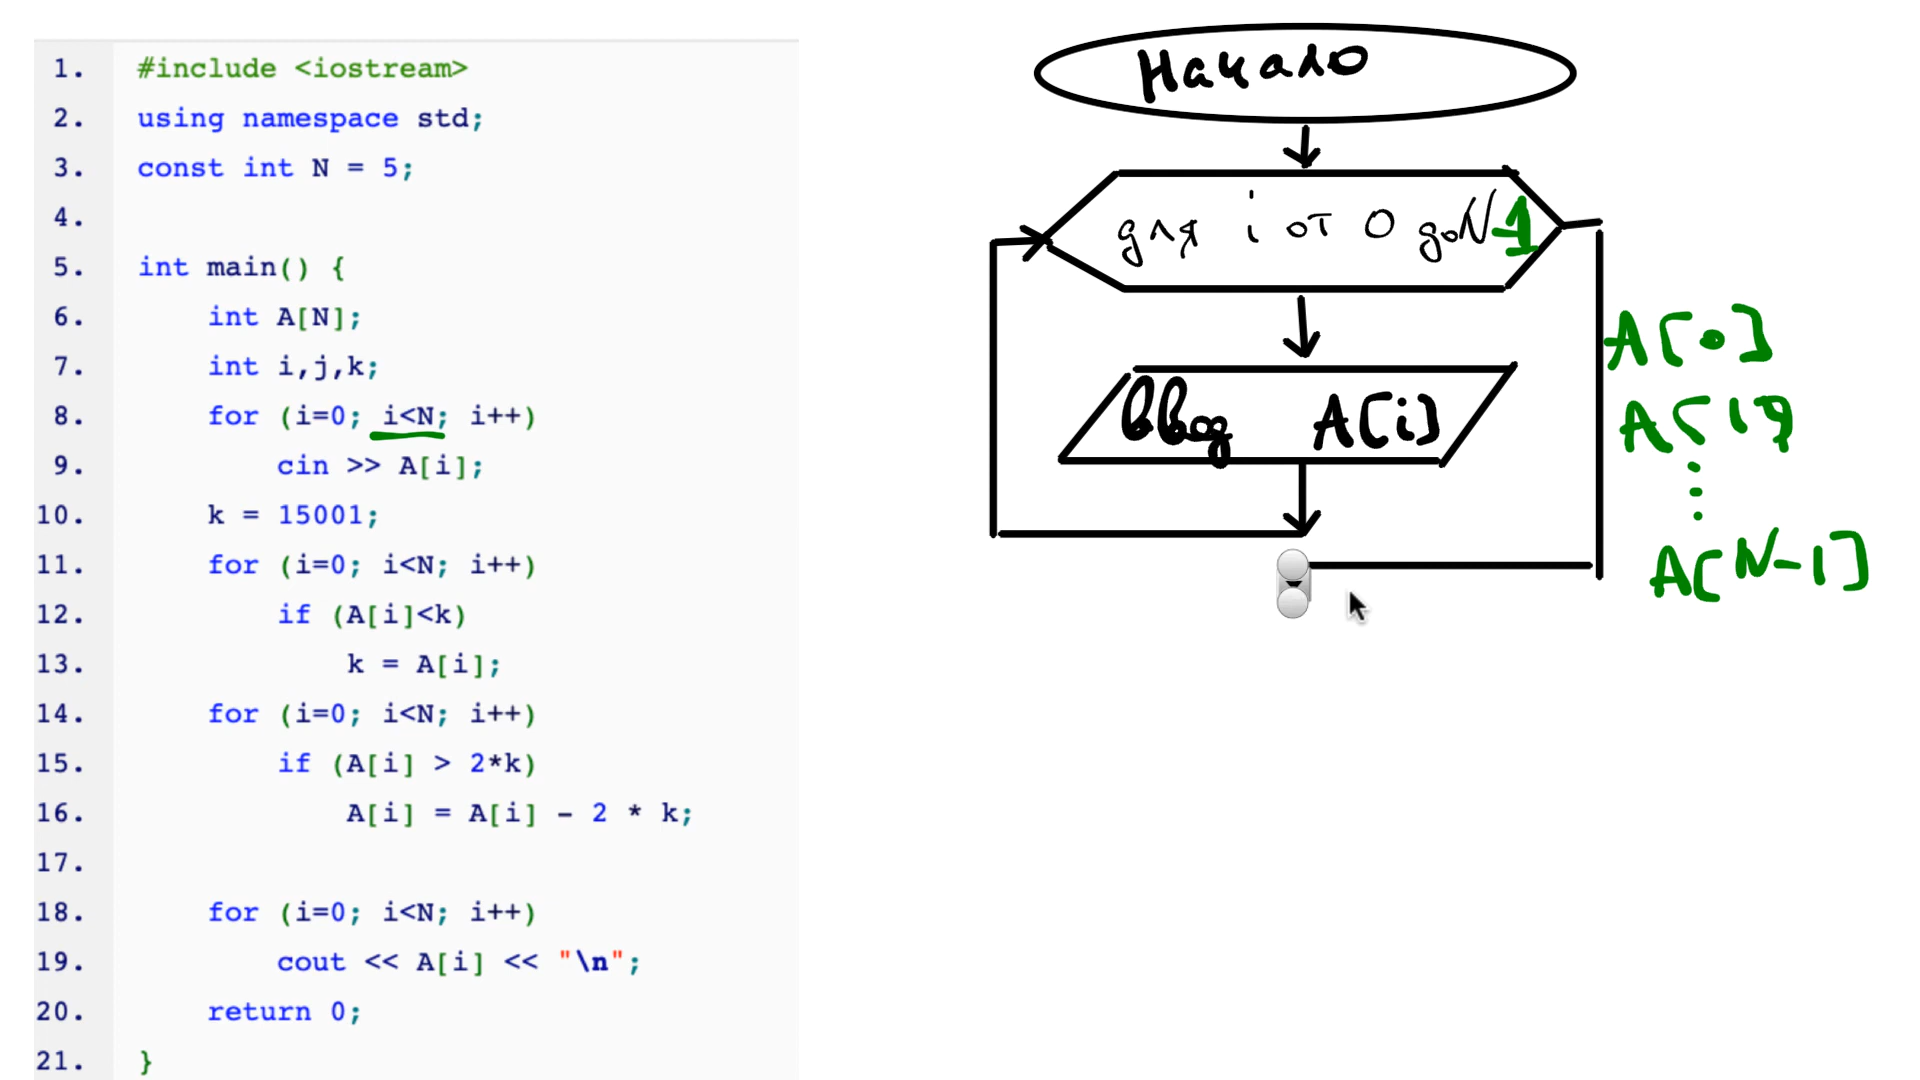 1. #include <iostream>
2. using namespace std;
3. const int N = 5;
4.
5. int main() {
6. int A[N];
7. int i,j,k;
8. for (i=0; i<N; i++)
9. cin >> A[i];
10. k = 15001;
11. for (i=0; i<N; i++)
12. if (A[i]<k)
13. k = A[i];
14. for (i=0; i<N; i++)
15. if (A[i] > 2*k)
16. A[i] = A[i] - 2 * k;
17.
18. for (i=0; i<N; i++)
19. cout << A[i] << "\n";
20. return 0;
21. }
Начало
для i от 0 до N-1
ввод A[i]
A[0]
A[1]
⋮
A[N-1]